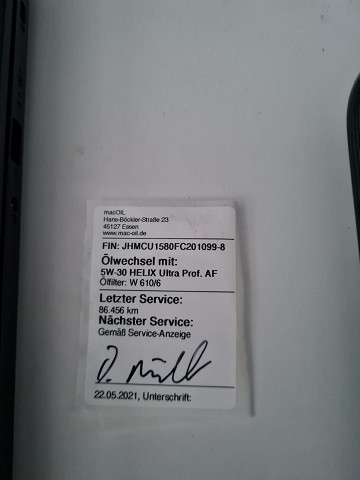 macOIL
Hans-Böckler-Straße 23
45127 Essen
www.mac-oil.de
FIN: JHMCU1580FC201099-8
Ölwechsel mit:
5W-30 HELIX Ultra Prof. AF
Ölfilter: W 610/6
Letzter Service:
86.456 km
Nächster Service:
Gemäß Service-Anzeige
22.05.2021, Unterschrift: